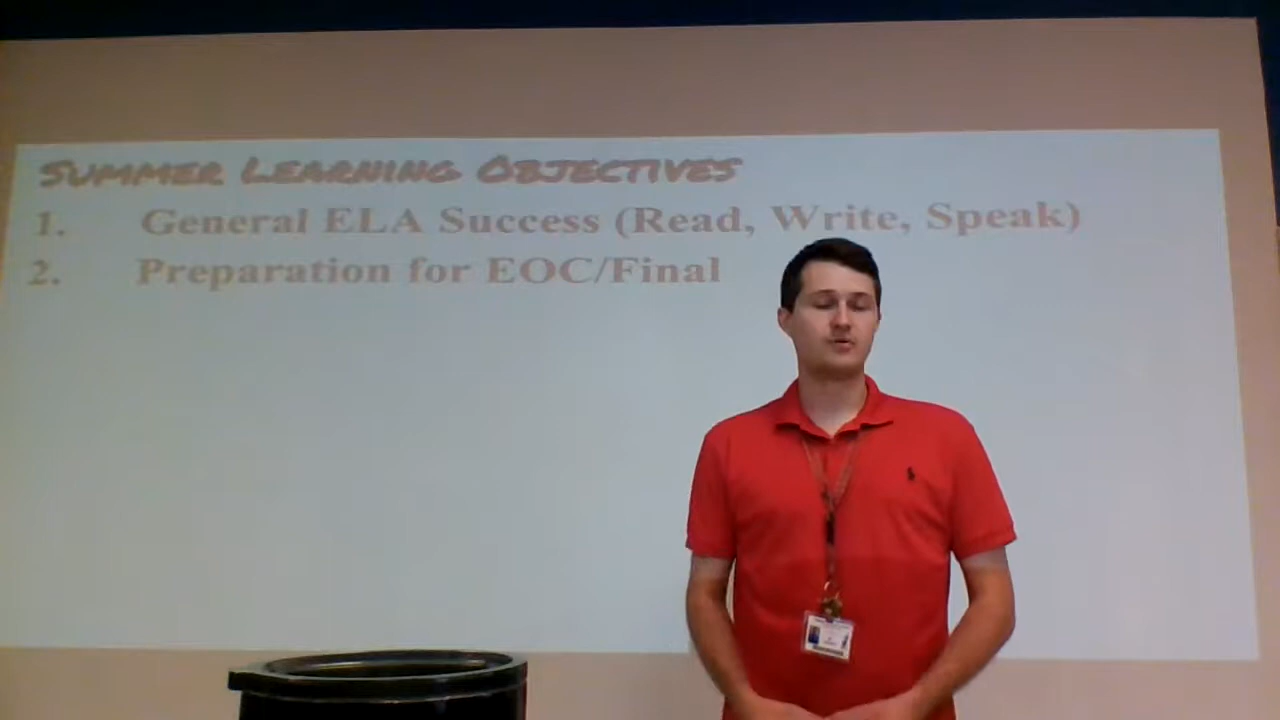 Summer Learning Objectives
1. General ELA Success (Read, Write, Speak)
2. Preparation for EOC/Final